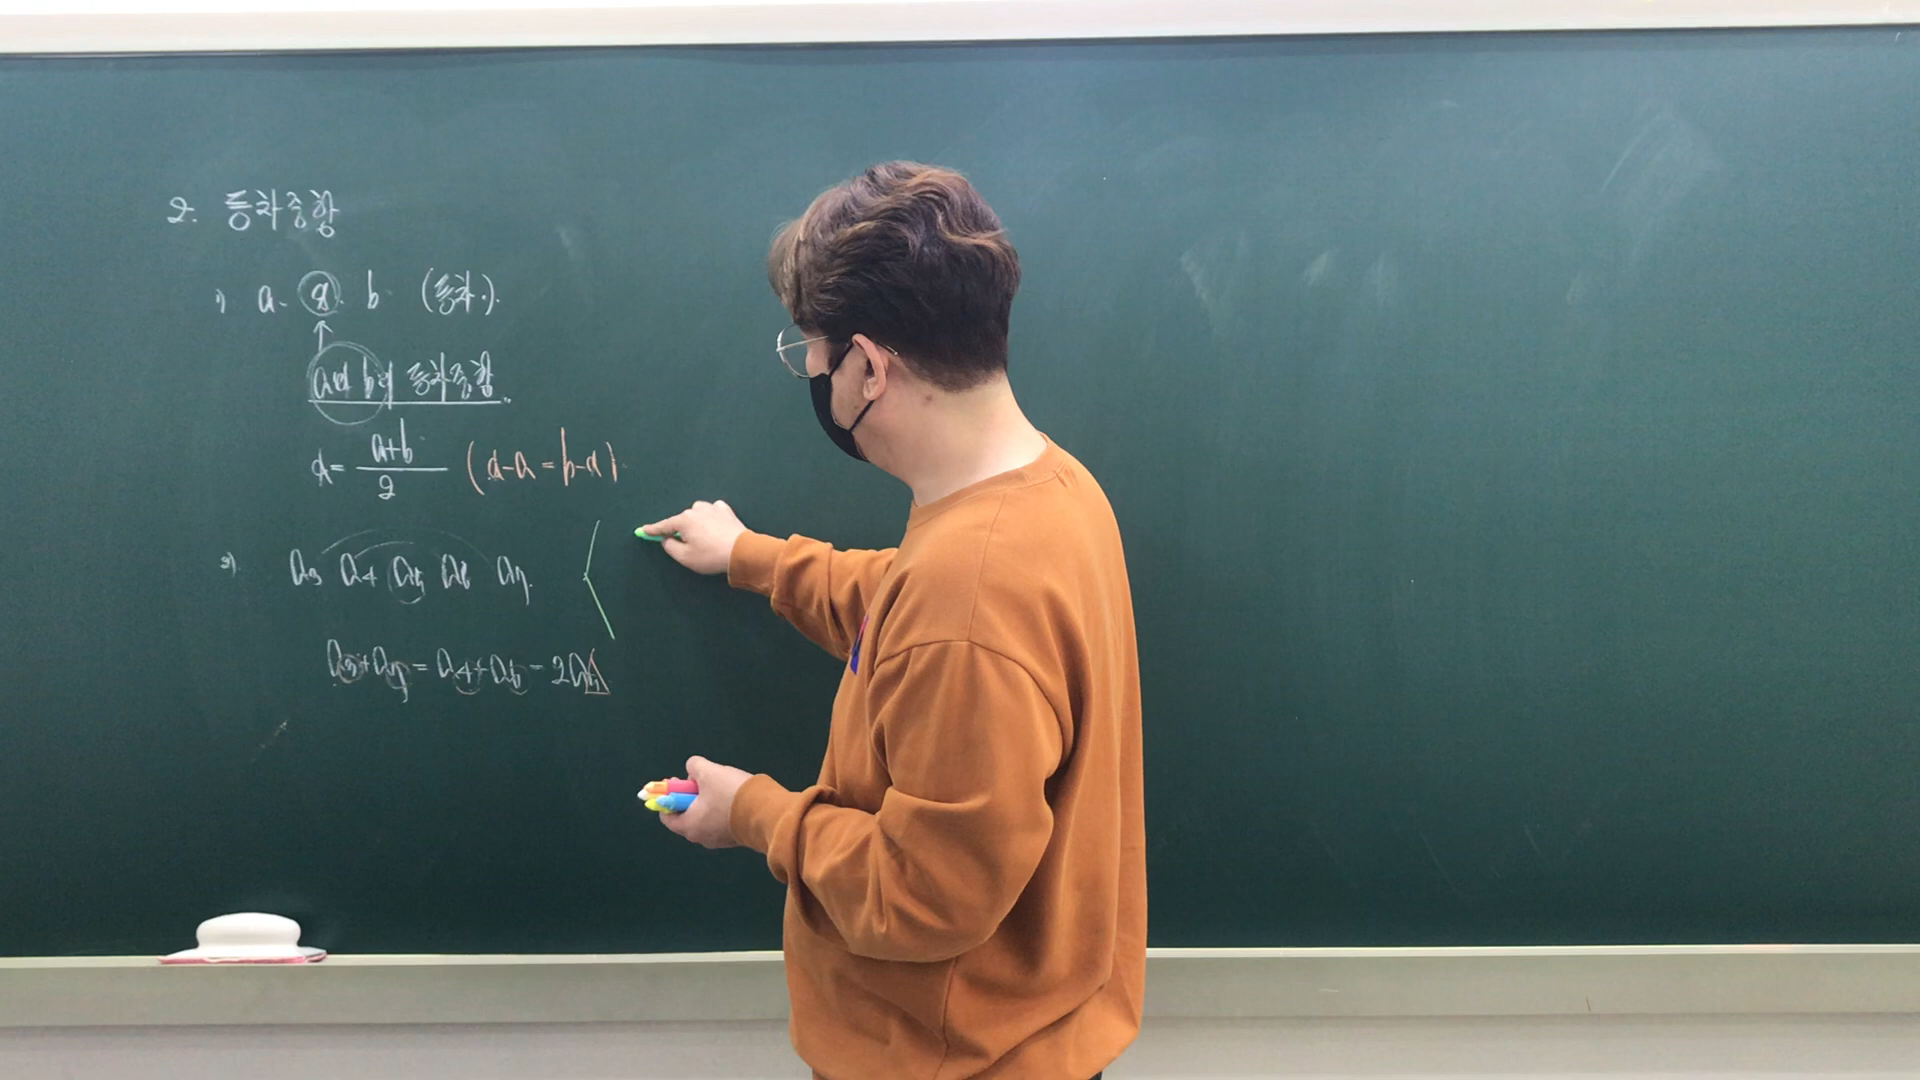 2. 등차중항
1) a. x. b (등차.).
a와 b의 등차중항
x = a+b/2 (x-a = b-x)
2) a3 a4 a5 a6 a7.
a3+a7 = a4+a6 = 2a5